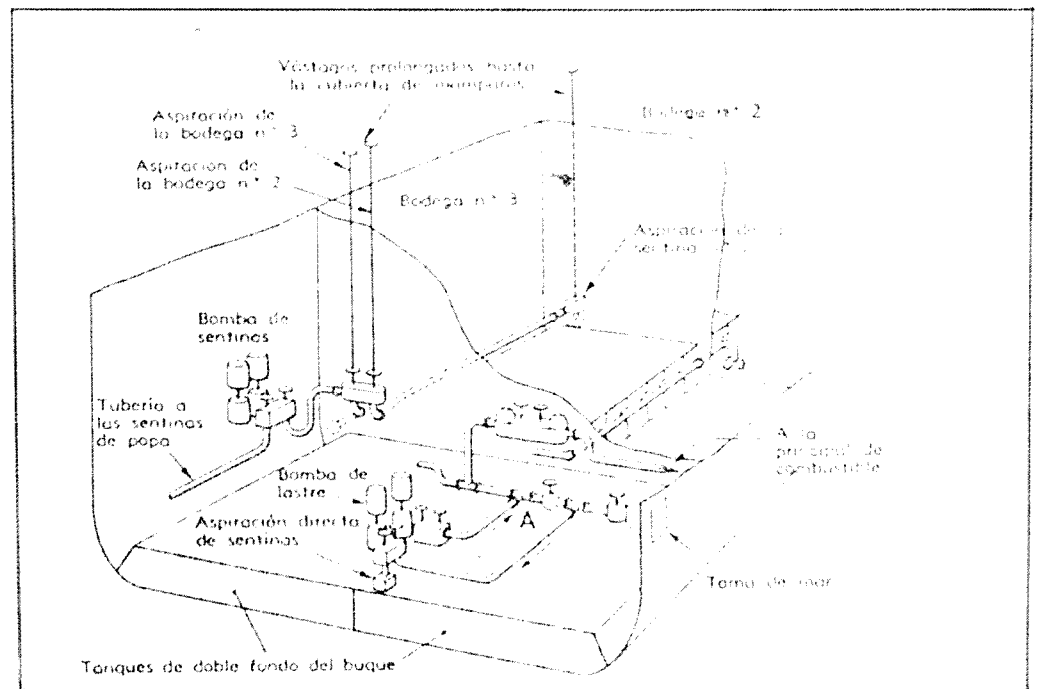 Vástagos prolongados hasta
la cubierta de mamparos
Bodega n.° 2
Aspiración de
la bodega n.° 3
Aspiración de
la bodega n.° 2
Bodega n.° 3
Aspiración de
sentina
Bomba de
sentinas
Tubería a
las sentinas
de popa
A la
principal de
combustible
Bomba de
lastre
Aspiración directa
de sentinas
A
Toma de mar
Tanques de doble fondo del buque